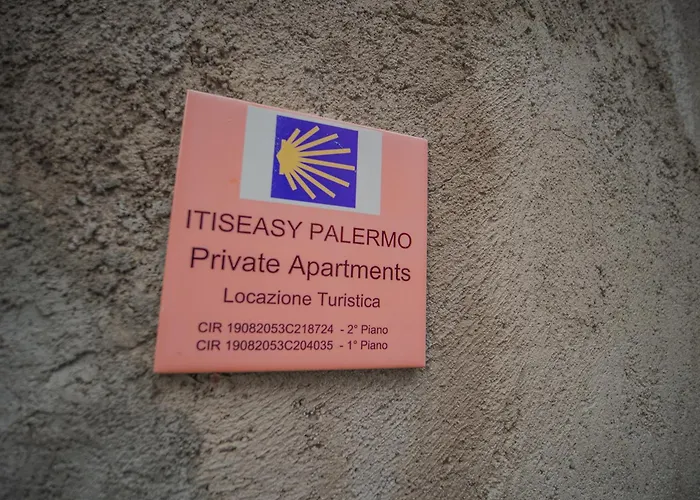 ITISEASY PALERMO
Private Apartments
Locazione Turistica
CIR 19082053C218724 - 2° Piano
CIR 19082053C204035 - 1° Piano